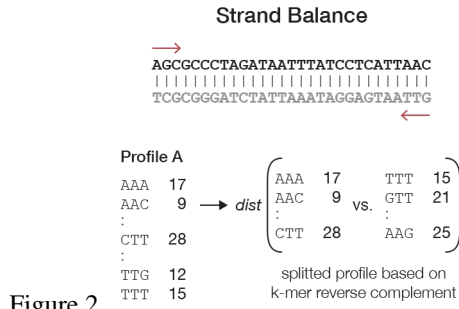 Strand Balance
AGCGCCCTAGATAATTTATCCTCATTAAC
TCGCGGGATCTATTAAATAGGAGTAATTG
Profile A
AAA 17
AAC 9
:
CTT 28
:
TTG 12
TTT 15
dist
AAA 17
AAC 9
:
CTT 28
vs.
TTT 15
GTT 21
:
AAG 25
splitted profile based on
k-mer reverse complement
Figure 2